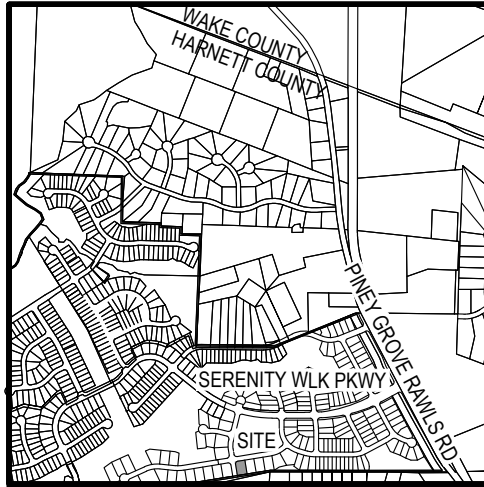 WAKE COUNTY
HARNETT COUNTY
PINEY GROVE RAWLS RD
SERENITY WLK PKWY
SITE